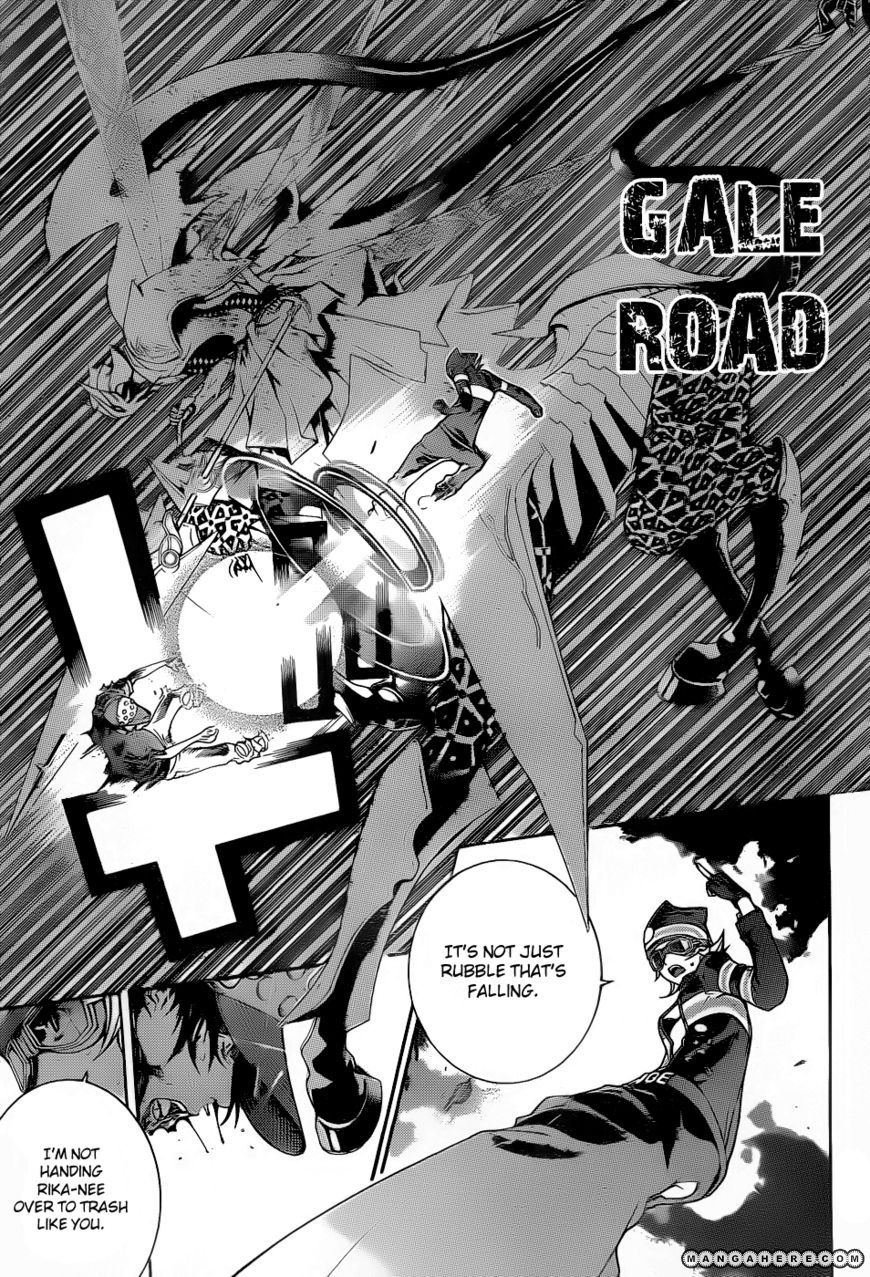 GALE
ROAD
IT'S NOT JUST
RUBBLE THAT'S
FALLING.
I'M NOT
HANDING
RIKA-NEE
OVER TO TRASH
LIKE YOU.
MANGAHERE.COM